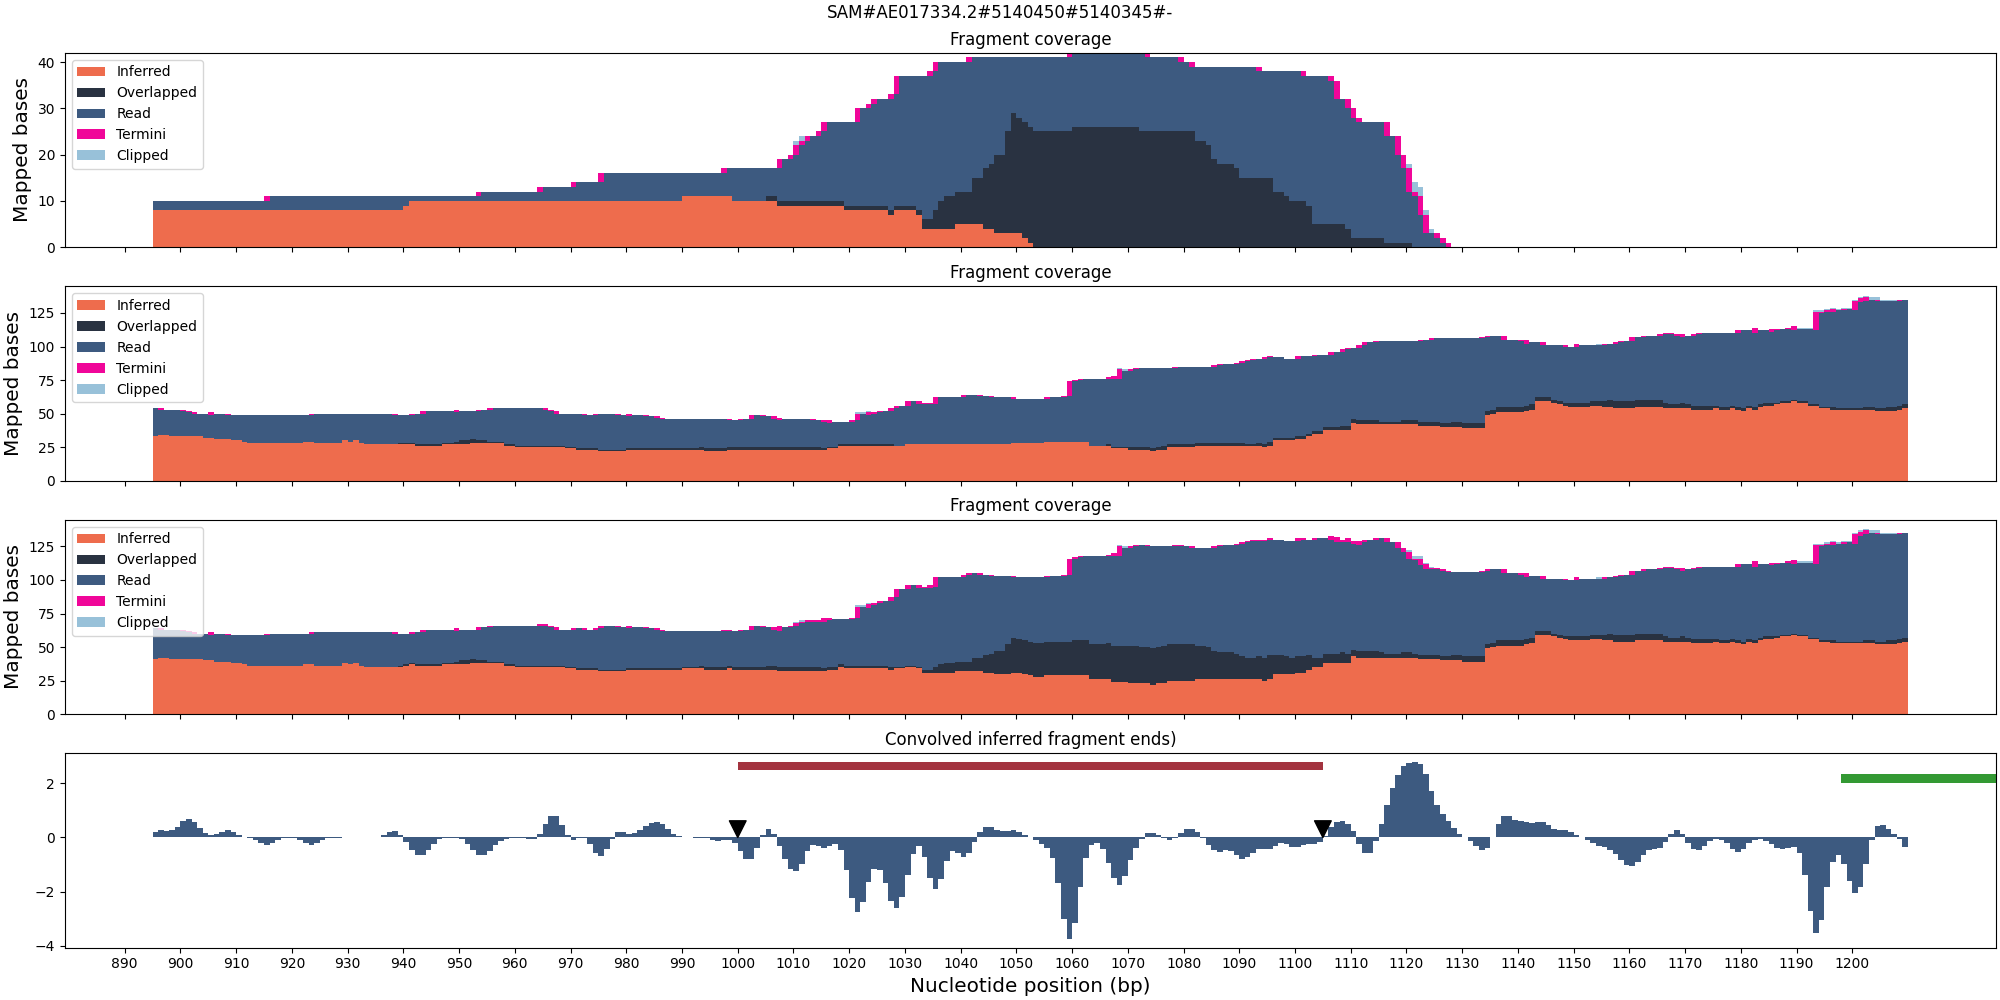 SAM#AE017334.2#5140450#5140345#-
Fragment coverage
Mapped bases
40
30
20
10
0
Inferred
Overlapped
Read
Termini
Clipped
Fragment coverage
Mapped bases
125
100
75
50
25
0
Inferred
Overlapped
Read
Termini
Clipped
Fragment coverage
Mapped bases
125
100
75
50
25
0
Inferred
Overlapped
Read
Termini
Clipped
Convolved inferred fragment ends)
2
0
−2
−4
890 900 910 920 930 940 950 960 970 980 990 1000 1010 1020 1030 1040 1050 1060 1070 1080 1090 1100 1110 1120 1130 1140 1150 1160 1170 1180 1190 1200
Nucleotide position (bp)